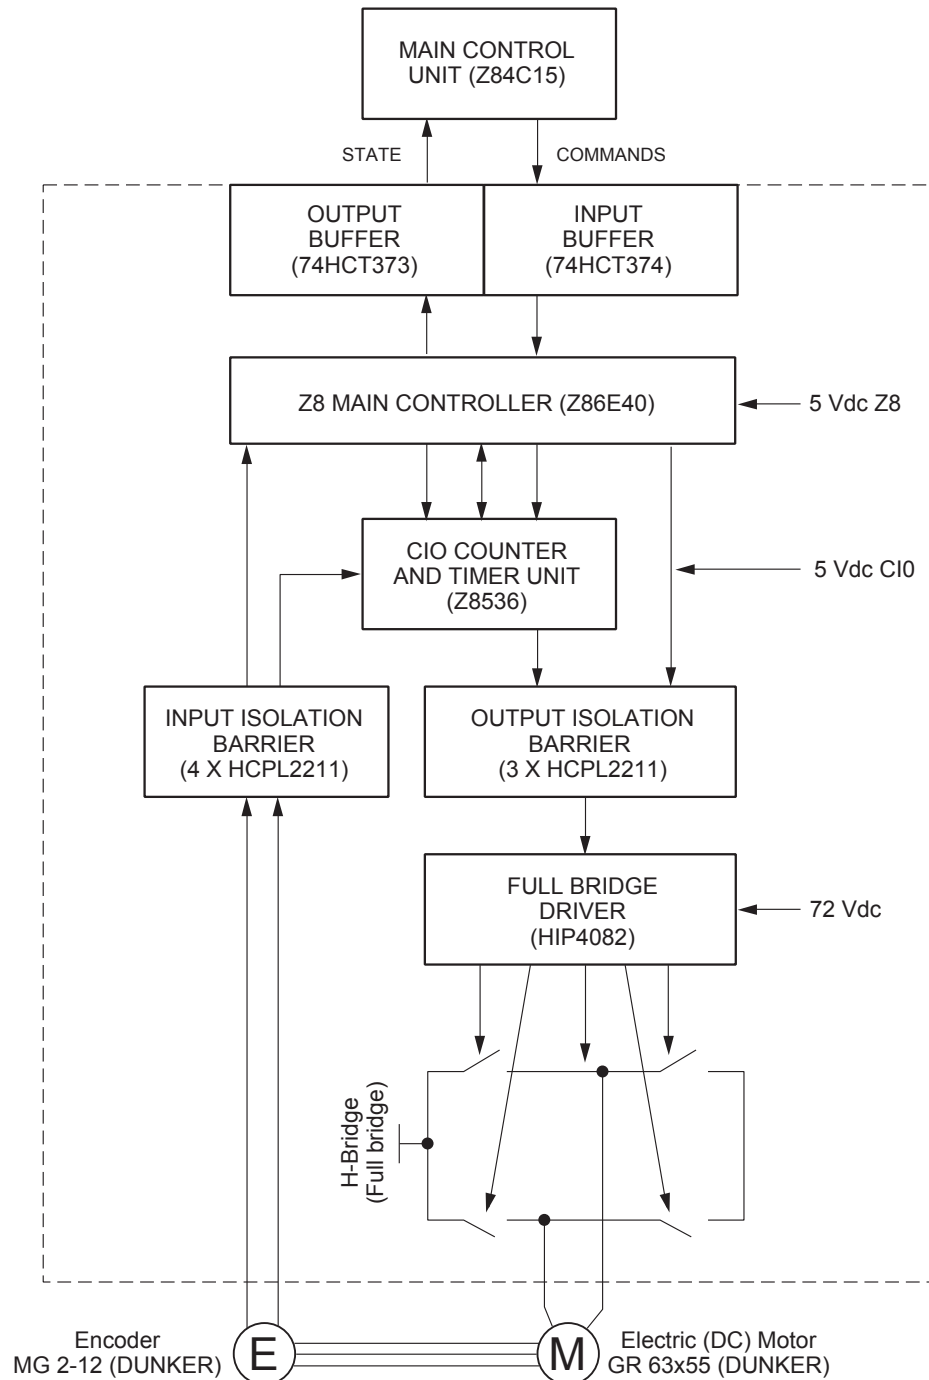 MAIN CONTROL
UNIT (Z84C15)
STATE
COMMANDS
OUTPUT
BUFFER
(74HCT373)
INPUT
BUFFER
(74HCT374)
Z8 MAIN CONTROLLER (Z86E40)
5 Vdc Z8
CIO COUNTER
AND TIMER UNIT
(Z8536)
5 Vdc CI0
INPUT ISOLATION
BARRIER
(4 X HCPL2211)
OUTPUT ISOLATION
BARRIER
(3 X HCPL2211)
FULL BRIDGE
DRIVER
(HIP4082)
72 Vdc
H-Bridge
(Full bridge)
Encoder
MG 2-12 (DUNKER)
E
M
Electric (DC) Motor
GR 63x55 (DUNKER)